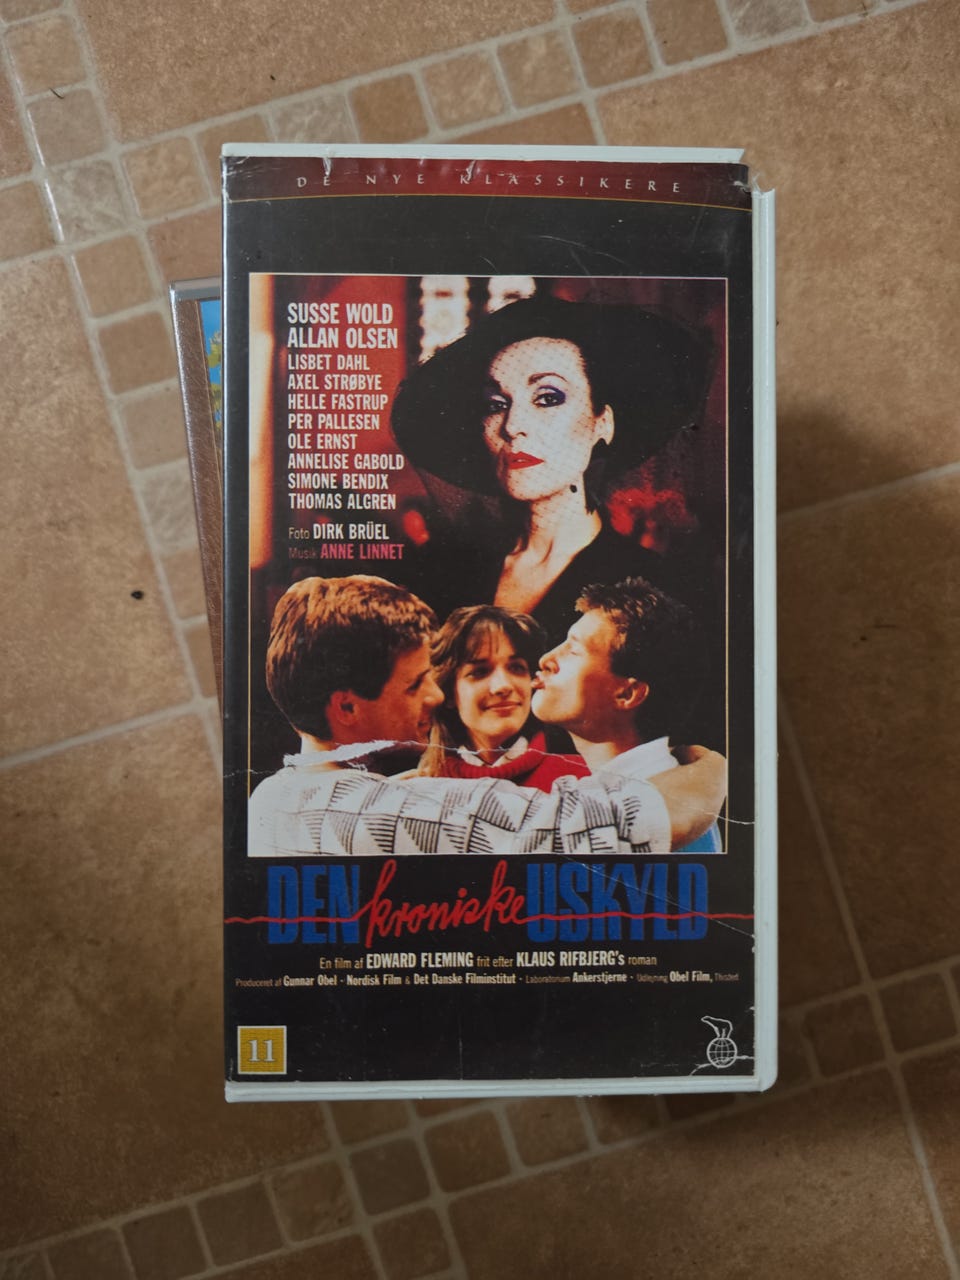 DE NYE KLASSIKERE
SUSSE WOLD
ALLAN OLSEN
LISBET DAHL
AXEL STRØBYE
HELLE FASTRUP
PER PALLESEN
OLE ERNST
ANNELISE GABOLD
SIMONE BENDIX
THOMAS ALGREN
Foto DIRK BRÜEL
Musik ANNE LINNET
DEN kroniske USKYLD
En film af EDWARD FLEMING frit efter KLAUS RIFBJERG's roman
Produceret af Gunnar Obel · Nordisk Film & Det Danske Filminstitut · Laboratorium Ankerstjerne · Udlejning Obel Film, Thisted
11